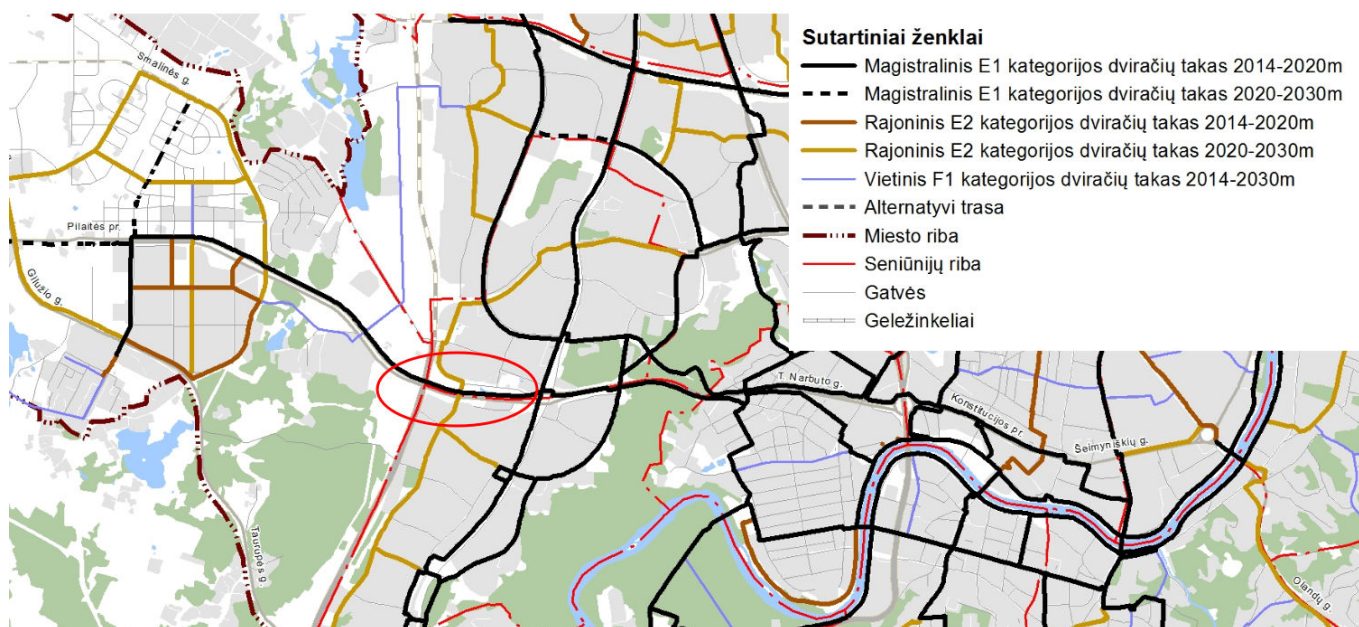 Sutartiniai ženklai
Magistralinis E1 kategorijos dviračių takas 2014-2020m
Magistralinis E1 kategorijos dviračių takas 2020-2030m
Rajoninis E2 kategorijos dviračių takas 2014-2020m
Rajoninis E2 kategorijos dviračių takas 2020-2030m
Vietinis F1 kategorijos dviračių takas 2014-2030m
Alternatyvi trasa
Miesto riba
Seniūnijų riba
Gatvės
Geležinkeliai
Smalinės g.
Pilaitės pr.
Gilužio g.
T. Narbuto g.
Konstitucijos pr.
Šeimyniškių g.
Taurupės g.
Olandų g.